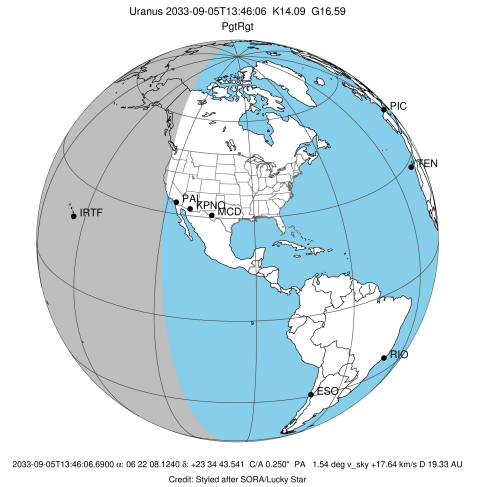 Uranus 2033-09-05T13:46:06 K14.09 G16.59
PgtRgt
PIC
TEN
PAL
KPNO
MCD
IRTF
RIO
ESO
2033-09-05T13:46:06.6900 α: 06 22 08.1240 δ: +23 34 43.541 C/A 0.250" PA 1.54 deg v_sky +17.64 km/s D 19.33 AU
Credit: Styled after SORA/Lucky Star